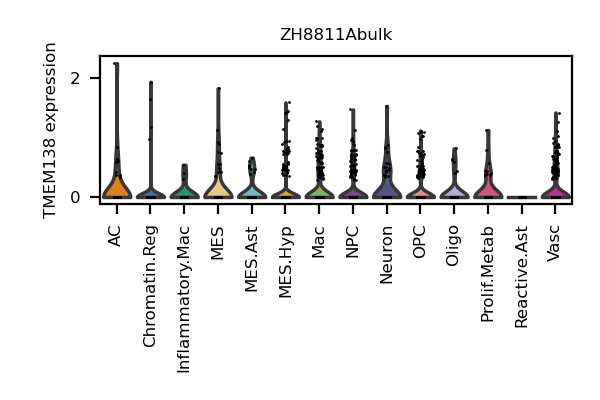 ZH8811Abulk
TMEM138 expression
2
0
AC
Chromatin.Reg
Inflammatory.Mac
MES
MES.Ast
MES.Hyp
Mac
NPC
Neuron
OPC
Oligo
Prolif.Metab
Reactive.Ast
Vasc